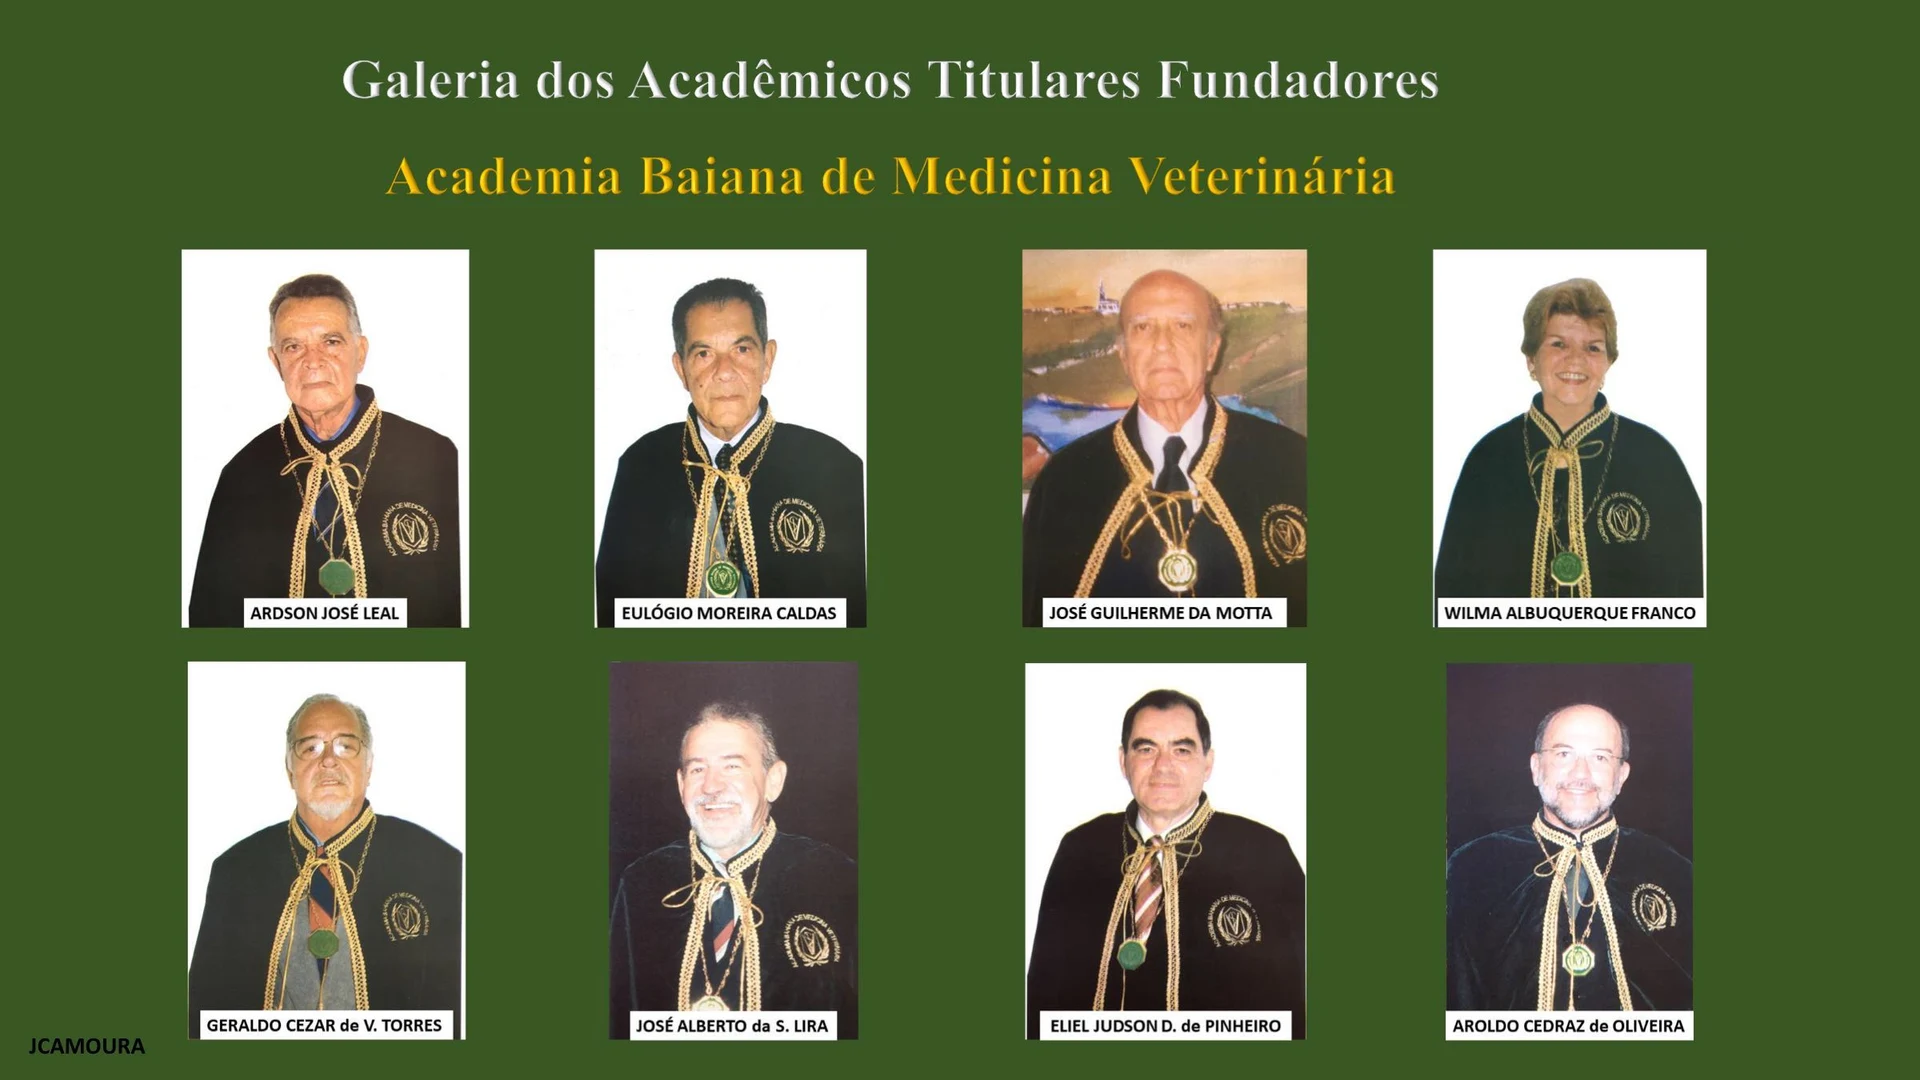 Galeria dos Acadêmicos Titulares Fundadores
Academia Baiana de Medicina Veterinária
ARDSON JOSÉ LEAL
EULÓGIO MOREIRA CALDAS
JOSÉ GUILHERME DA MOTTA
WILMA ALBUQUERQUE FRANCO
GERALDO CEZAR de V. TORRES
JOSÉ ALBERTO da S. LIRA
ELIEL JUDSON D. de PINHEIRO
AROLDO CEDRAZ de OLIVEIRA
JCAMOURA